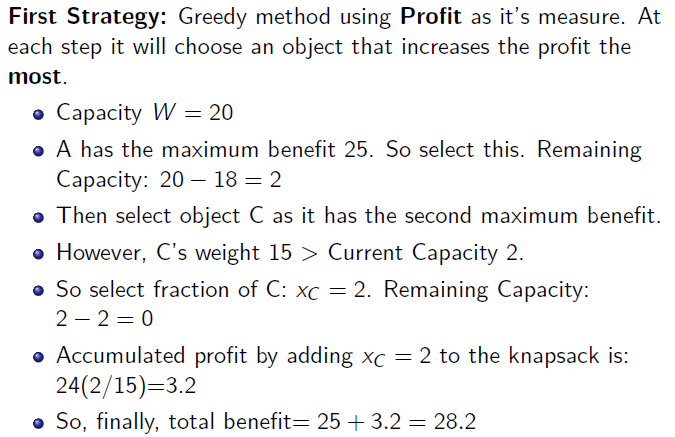 First Strategy: Greedy method using Profit as it's measure. At
each step it will choose an object that increases the profit the
most.
Capacity W = 20
A has the maximum benefit 25. So select this. Remaining
Capacity: 20 − 18 = 2
Then select object C as it has the second maximum benefit.
However, C's weight 15 > Current Capacity 2.
So select fraction of C: x_C = 2. Remaining Capacity:
2 − 2 = 0
Accumulated profit by adding x_C = 2 to the knapsack is:
24(2/15)=3.2
So, finally, total benefit= 25 + 3.2 = 28.2